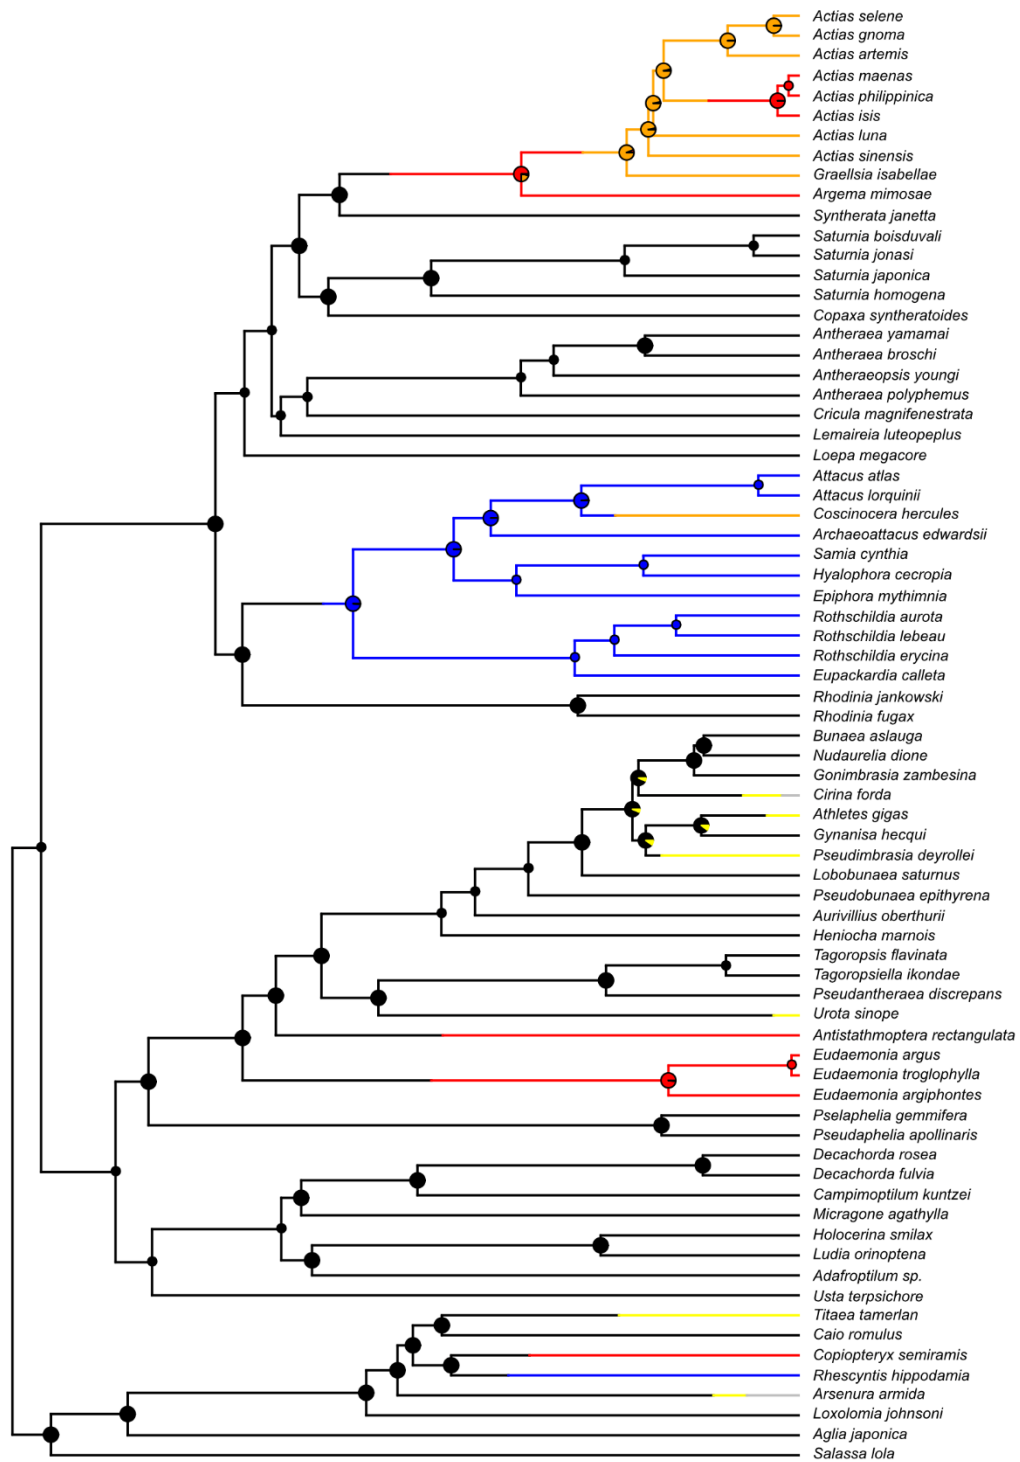 Actias selene
Actias gnoma
Actias artemis
Actias maenas
Actias philippinica
Actias isis
Actias luna
Actias sinensis
Graellsia isabellae
Argema mimosae
Syntherata janetta
Saturnia boisduvali
Saturnia jonasi
Saturnia japonica
Saturnia homogena
Copaxa syntheratoides
Antheraea yamamai
Antheraea broschi
Antheraeopsis youngi
Antheraea polyphemus
Cricula magnifenestrata
Lemaireia luteopeplus
Loepa megacore
Attacus atlas
Attacus lorquinii
Coscinocera hercules
Archaeoattacus edwardsii
Samia cynthia
Hyalophora cecropia
Epiphora mythimnia
Rothschildia aurota
Rothschildia lebeau
Rothschildia erycina
Eupackardia calleta
Rhodinia jankowski
Rhodinia fugax
Bunaea aslauga
Nudaurelia dione
Gonimbrasia zambesina
Cirina forda
Athletes gigas
Gynanisa hecqui
Pseudimbrasia deyrollei
Lobobunaea saturnus
Pseudobunaea epithyrena
Aurivillius oberthurii
Heniocha marnois
Tagoropsis flavinata
Tagoropsiella ikondae
Pseudantheraea discrepans
Urota sinope
Antistathmoptera rectangulata
Eudaemonia argus
Eudaemonia troglophylla
Eudaemonia argiphontes
Pselaphelia gemmifera
Pseudaphelia apollinaris
Decachorda rosea
Decachorda fulvia
Campimoptilum kuntzei
Micragone agathylla
Holocerina smilax
Ludia orinoptena
Adafroptilum sp.
Usta terpsichore
Titaea tamerlan
Caio romulus
Copiopteryx semiramis
Rhescyntis hippodamia
Arsenura armida
Loxolomia johnsoni
Aglia japonica
Salassa lola